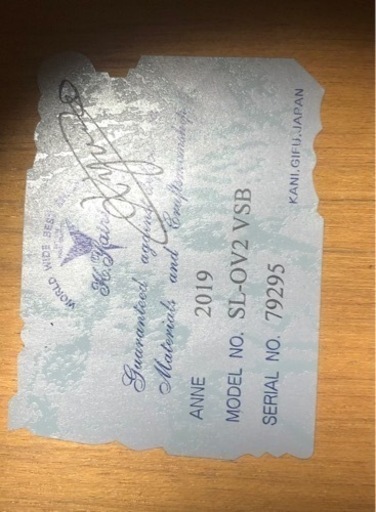 WORLD WIDE BEST
K.Yairi
Guaranteed against
Materials and Craftsmanship
ANNE 2019
MODEL NO. SL-OV2 VSB
SERIAL NO. 79295
KANI.GIFU.JAPAN